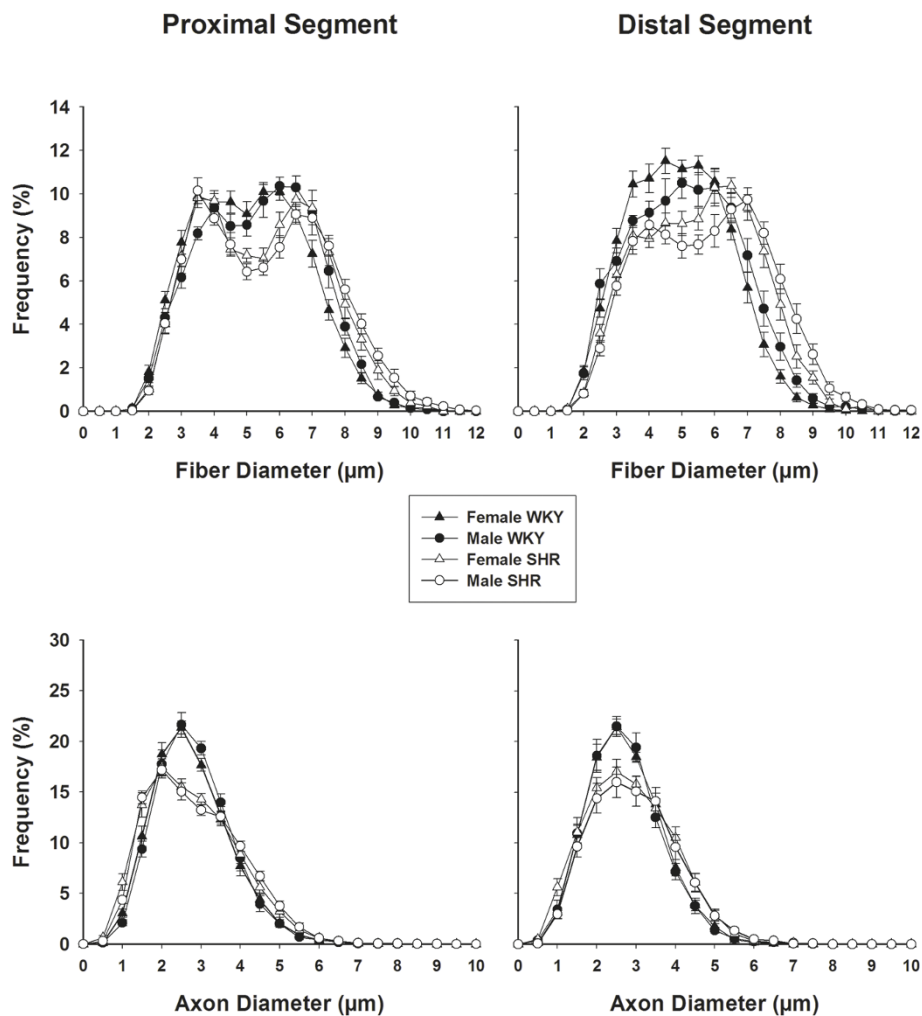 Proximal Segment
Distal Segment
14
12
10
8
6
4
2
0
Frequency (%)
0 1 2 3 4 5 6 7 8 9 10 11 12
0 1 2 3 4 5 6 7 8 9 10 11 12
Fiber Diameter (µm)
Fiber Diameter (µm)
Female WKY
Male WKY
Female SHR
Male SHR
30
25
20
15
10
5
0
Frequency (%)
0 1 2 3 4 5 6 7 8 9 10
0 1 2 3 4 5 6 7 8 9 10
Axon Diameter (µm)
Axon Diameter (µm)